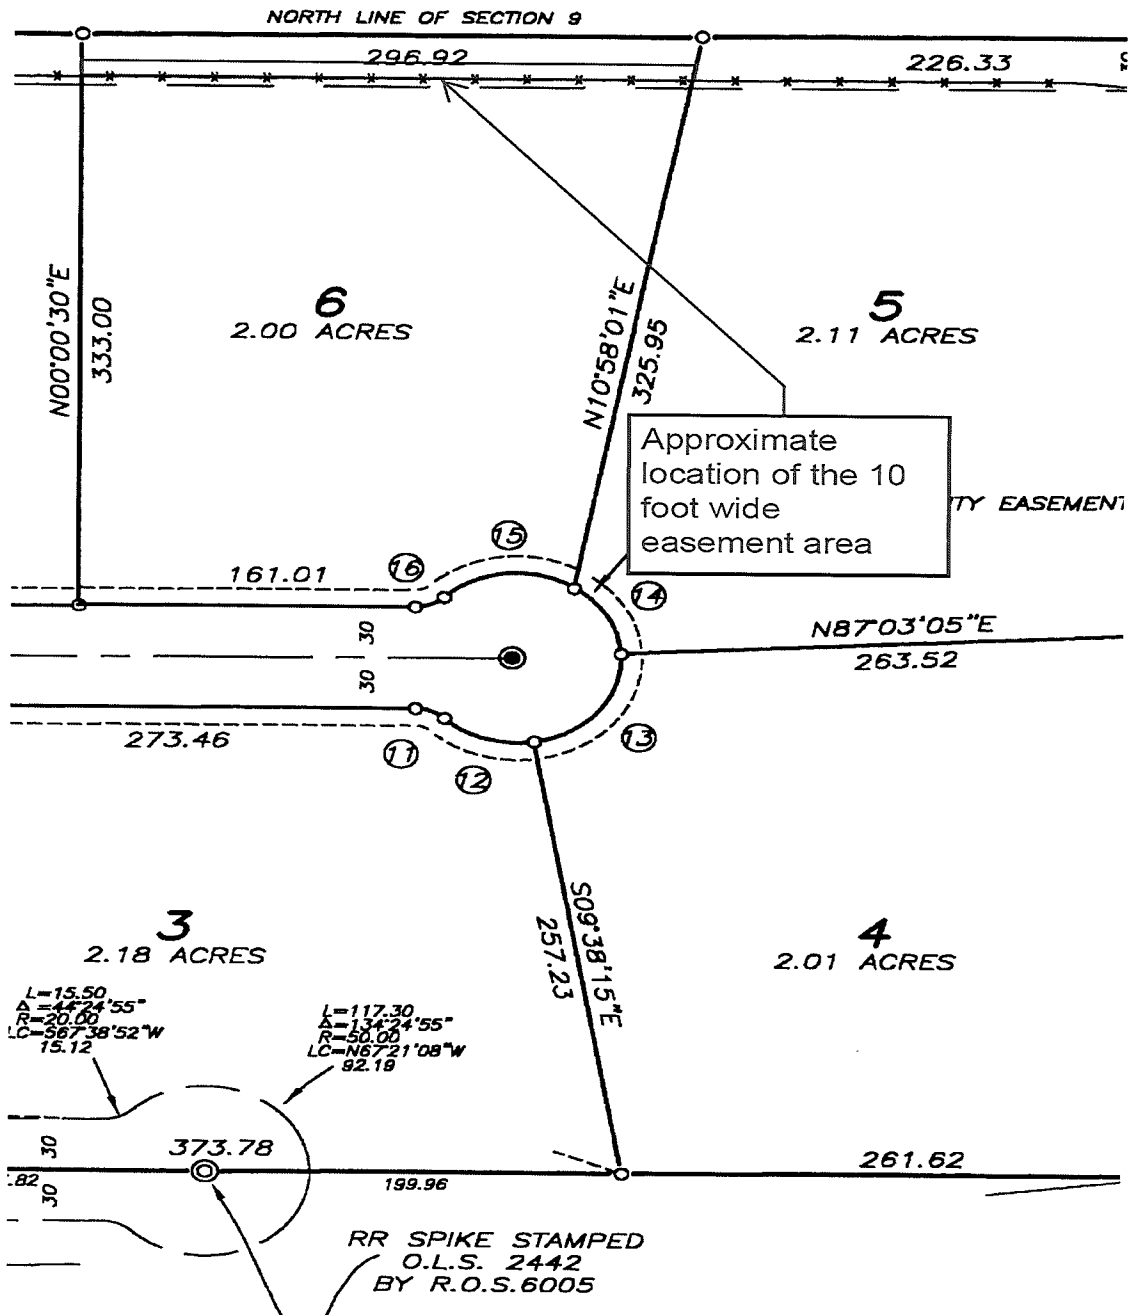 NORTH LINE OF SECTION 9
296.92
226.33
N00°00'30"E
333.00
6
2.00 ACRES
N10°58'01"E
325.95
5
2.11 ACRES
Approximate
location of the 10
foot wide
easement area
TY EASEMENT
15
16
161.01
14
N87°03'05"E
263.52
30
30
273.46
11
12
13
S09°38'15"E
257.23
3
2.18 ACRES
4
2.01 ACRES
L=15.50
Δ=44°24'55"
R=20.00
LC=S67°38'52"W
15.12
L=117.30
Δ=134°24'55"
R=50.00
LC=N67°21'08"W
92.19
30
373.78
.82
30
199.96
261.62
RR SPIKE STAMPED
O.L.S. 2442
BY R.O.S.6005